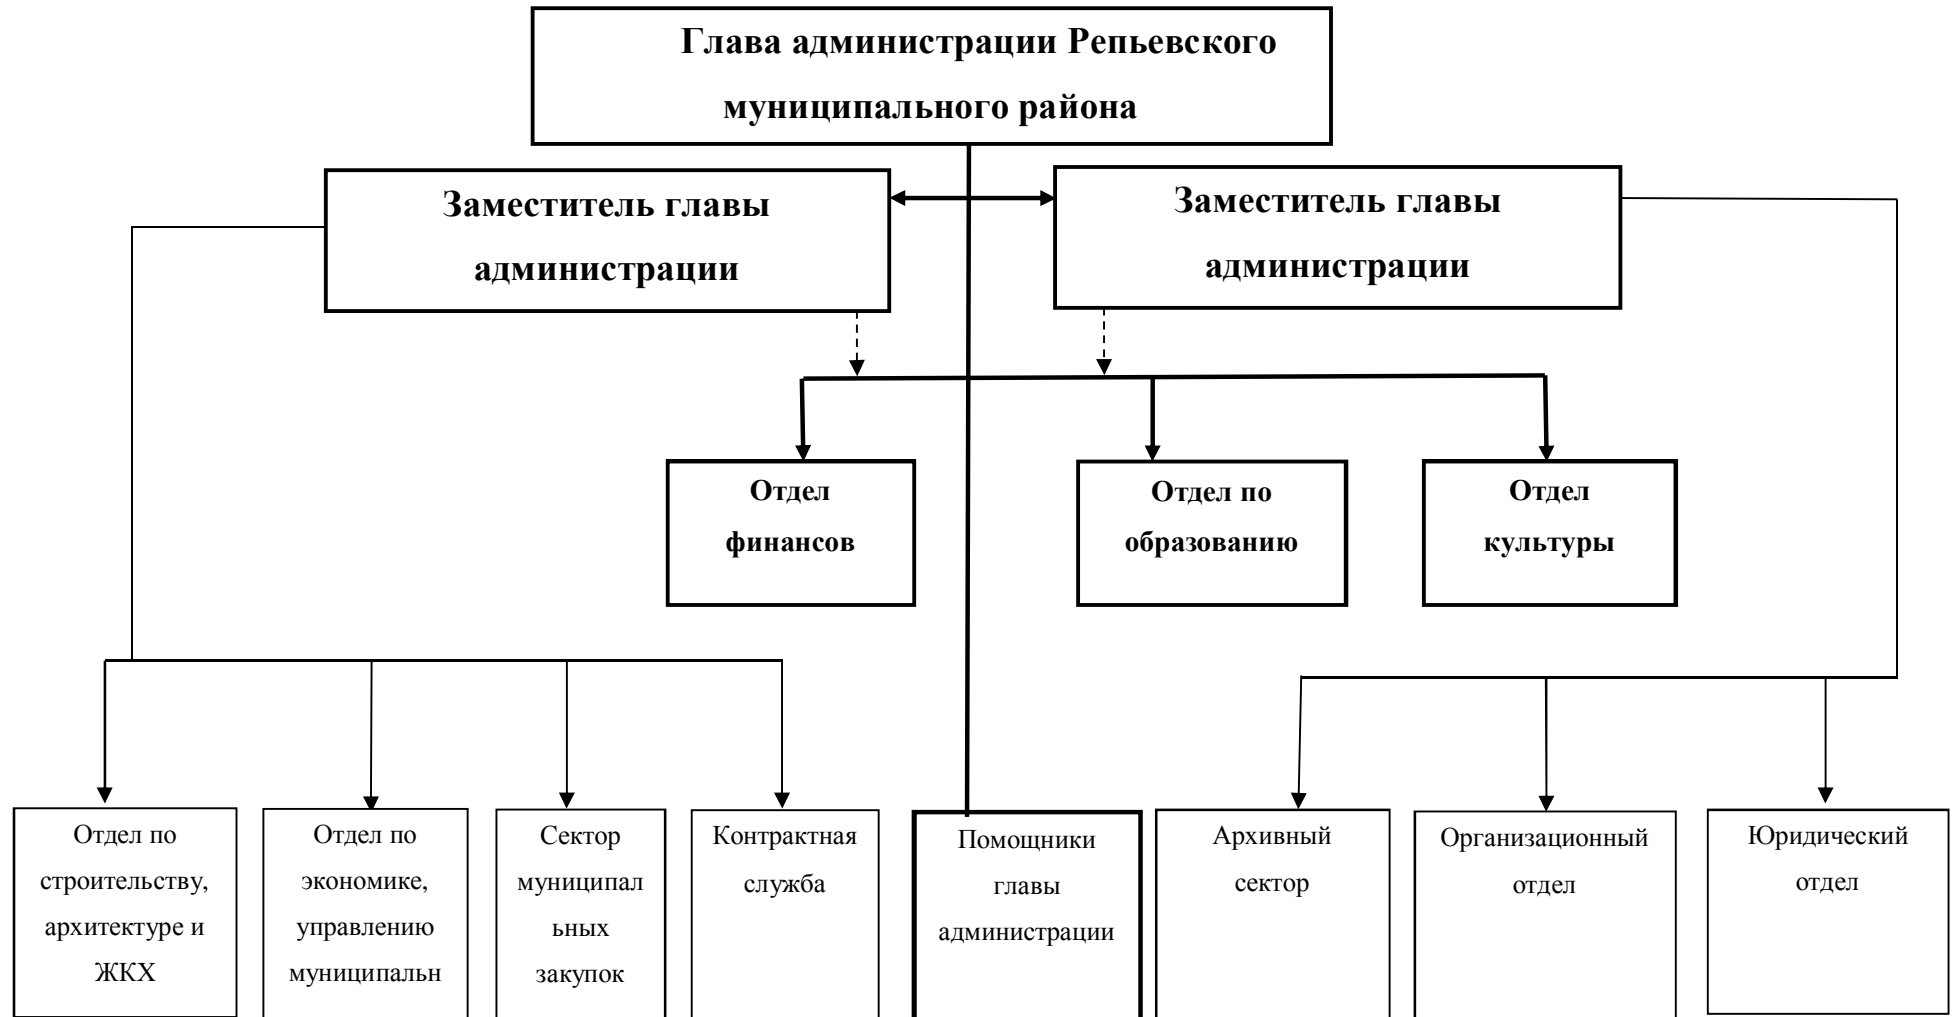 Глава администрации Репьевского
муниципального района
Заместитель главы
администрации
Заместитель главы
администрации
Отдел
финансов
Отдел по
образованию
Отдел
культуры
Отдел по
строительству,
архитектуре и
ЖКХ
Отдел по
экономике,
управлению
муниципальн
Сектор
муниципал
ьных
закупок
Контрактная
служба
Помощники
главы
администрации
Архивный
сектор
Организационный
отдел
Юридический
отдел